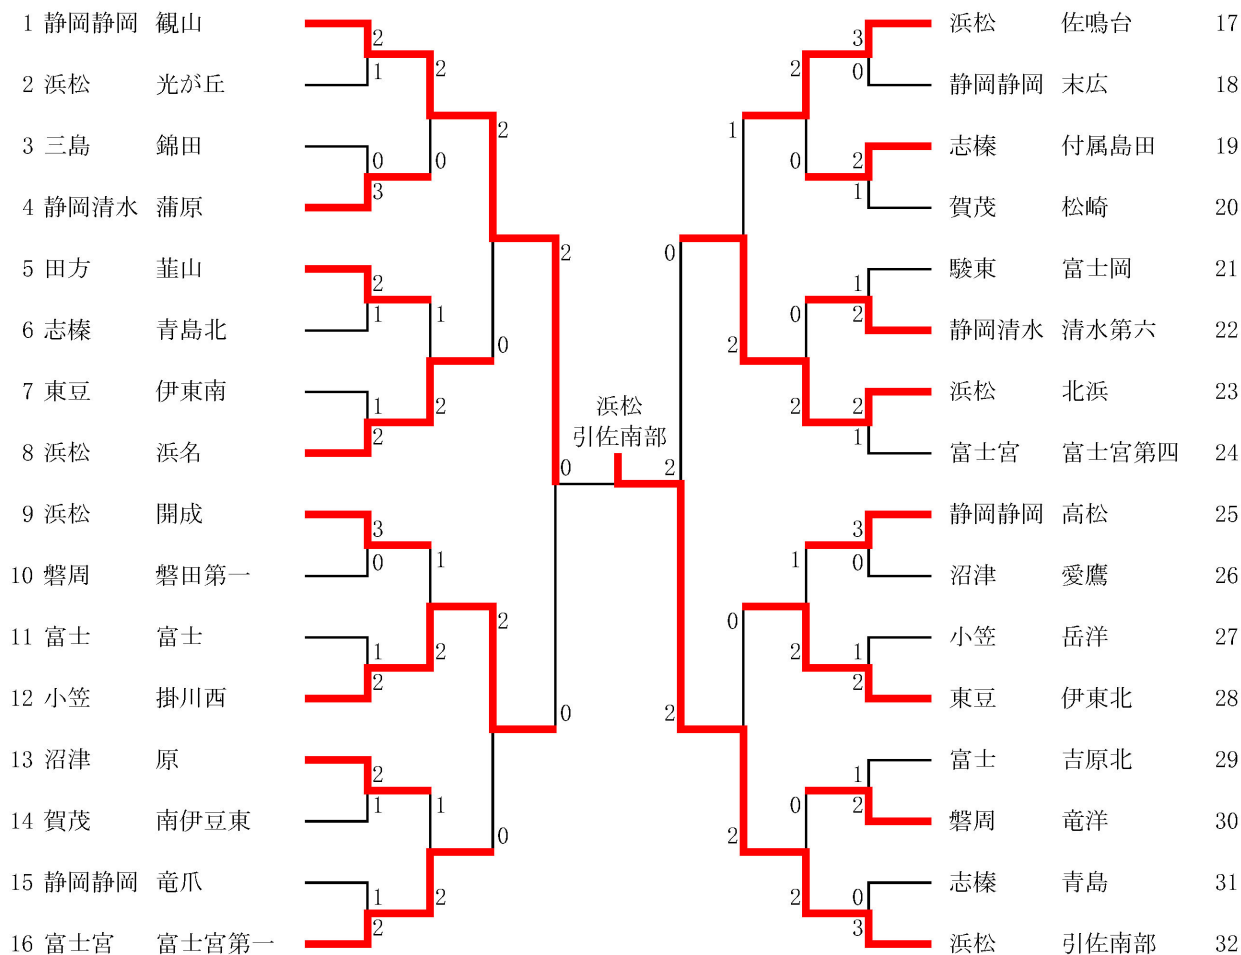 1 静岡静岡 観山
2 浜松 光が丘
3 三島 錦田
4 静岡清水 蒲原
5 田方 韮山
6 志榛 青島北
7 東豆 伊東南
8 浜松 浜名
9 浜松 開成
10 磐周 磐田第一
11 富士 富士
12 小笠 掛川西
13 沼津 原
14 賀茂 南伊豆東
15 静岡静岡 竜爪
16 富士宮 富士宮第一
2
1
0
3
2
1
1
2
3
0
1
2
2
1
1
2
2
0
1
2
1
2
1
2
2
0
2
0
2
0
0
浜松
引佐南部
2
0
2
1
2
0
2
2
0
0
2
1
2
0
2
3
0
2
1
1
2
2
1
3
0
1
2
1
2
0
3
浜松 佐鳴台 17
静岡静岡 末広 18
志榛 付属島田 19
賀茂 松崎 20
駿東 富士岡 21
静岡清水 清水第六 22
浜松 北浜 23
富士宮 富士宮第四 24
静岡静岡 高松 25
沼津 愛鷹 26
小笠 岳洋 27
東豆 伊東北 28
富士 吉原北 29
磐周 竜洋 30
志榛 青島 31
浜松 引佐南部 32